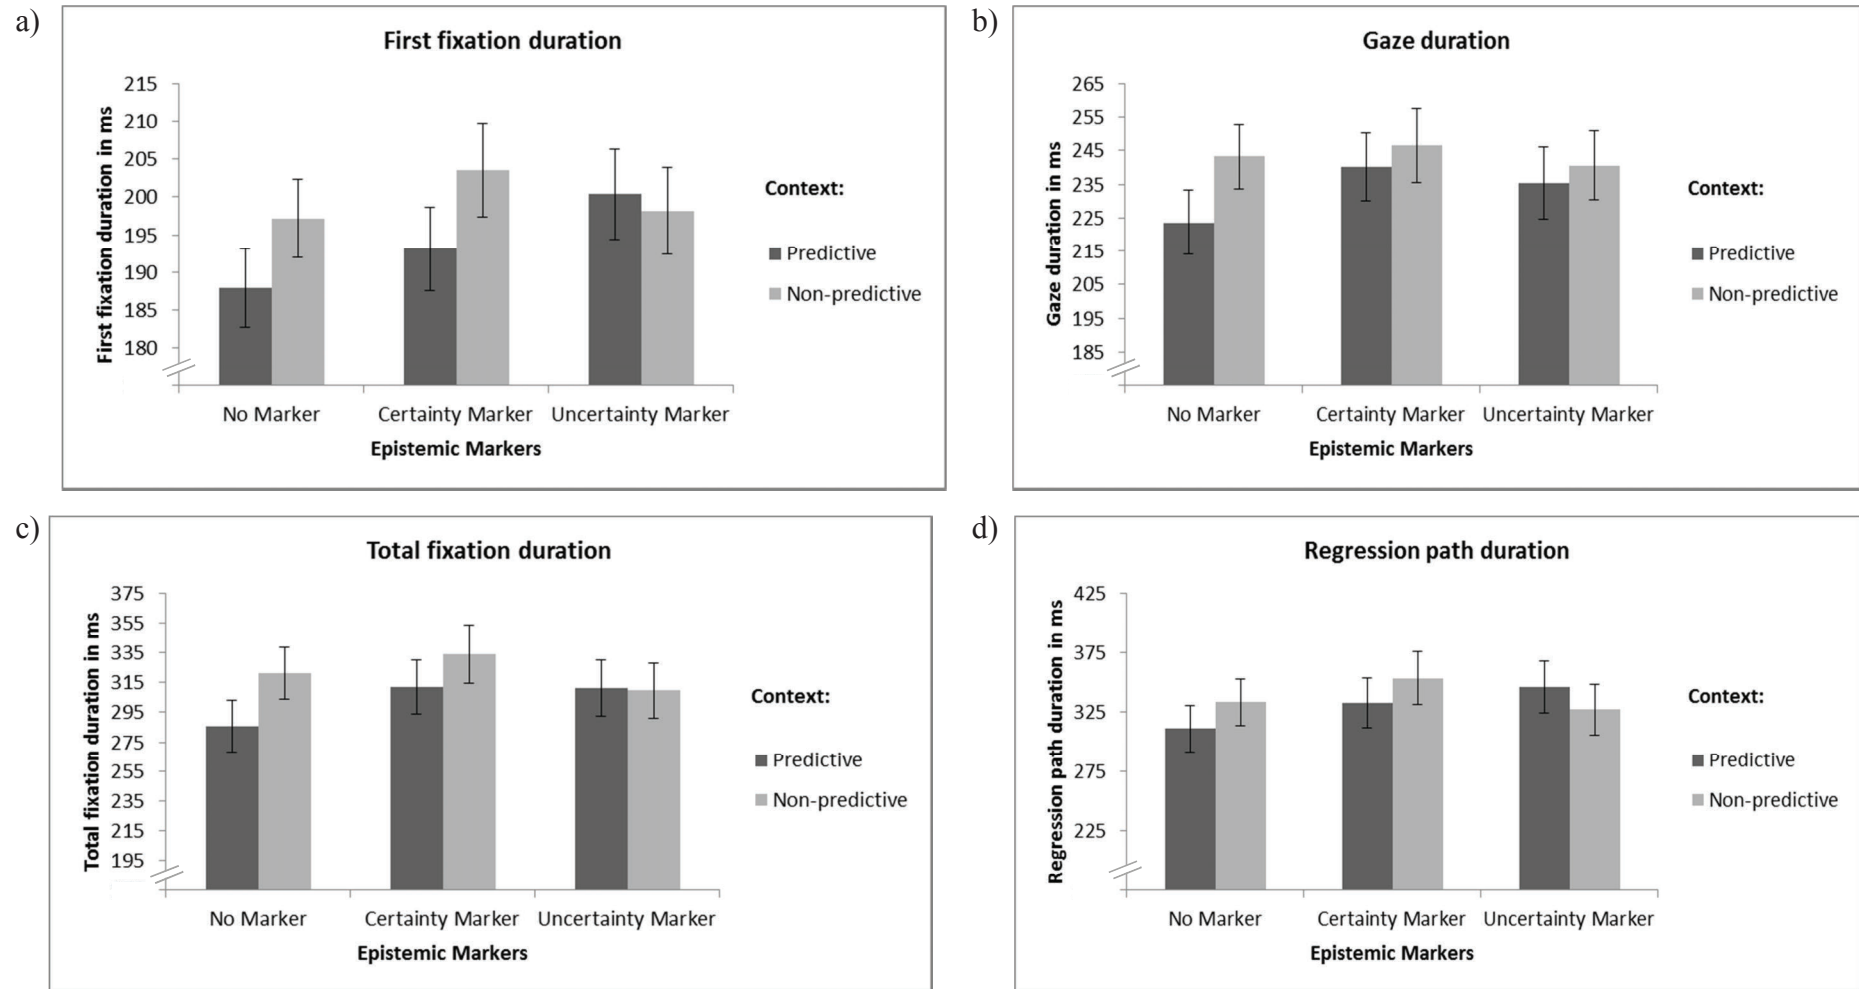 a)
First fixation duration
First fixation duration in ms
215
210
205
200
195
190
185
180
No Marker
Certainty Marker
Uncertainty Marker
Epistemic Markers
Context:
Predictive
Non-predictive
b)
Gaze duration
Gaze duration in ms
265
255
245
235
225
215
205
195
185
No Marker
Certainty Marker
Uncertainty Marker
Epistemic Markers
Context:
Predictive
Non-predictive
c)
Total fixation duration
Total fixation duration in ms
375
355
335
315
295
275
255
235
215
195
No Marker
Certainty Marker
Uncertainty Marker
Epistemic Markers
Context:
Predictive
Non-predictive
d)
Regression path duration
Regression path duration in ms
425
375
325
275
225
No Marker
Certainty Marker
Uncertainty Marker
Epistemic Markers
Context:
Predictive
Non-predictive